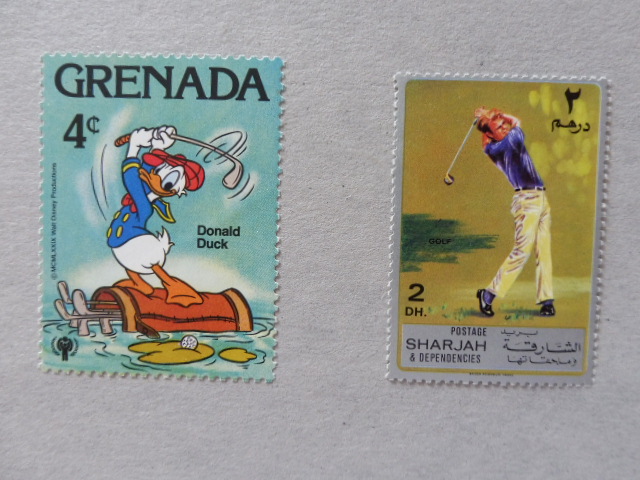 GRENADA
4¢
Donald
Duck
© MCMLXXIX Walt Disney Productions
٢
درهم
GOLF
2
DH.
POSTAGE
SHARJAH
& DEPENDENCIES
بريد
الشارقة
وملحقاتها